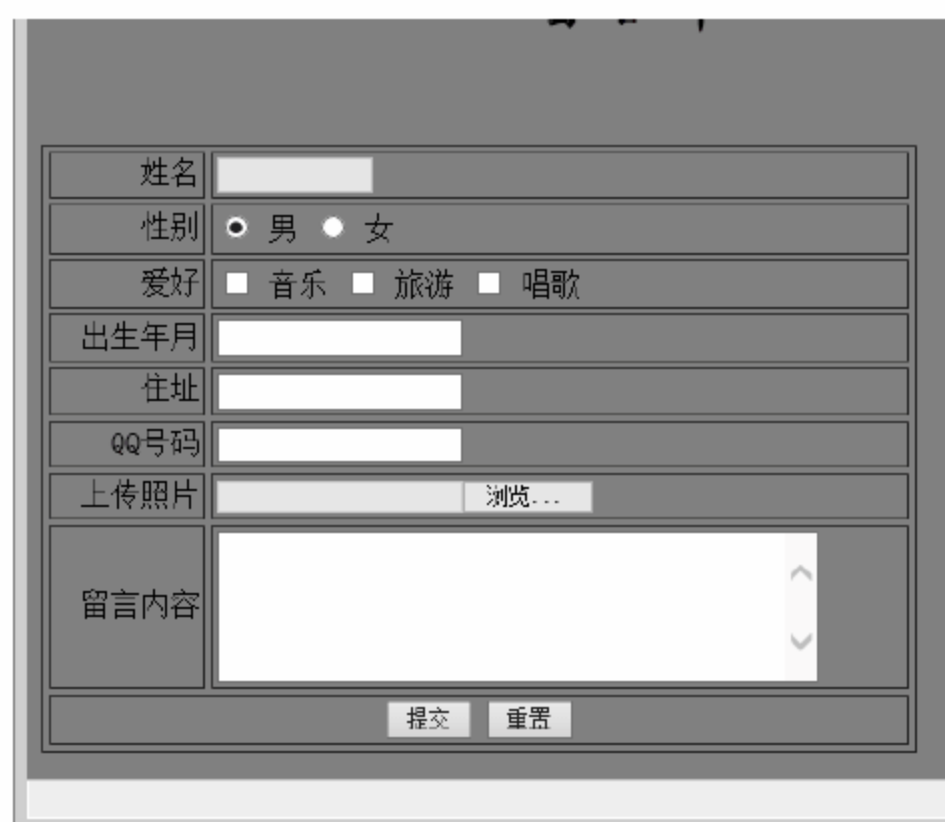 姓名
性别 男 女
爱好 音乐 旅游 唱歌
出生年月
住址
QQ号码
上传照片 浏览...
留言内容
提交 重置